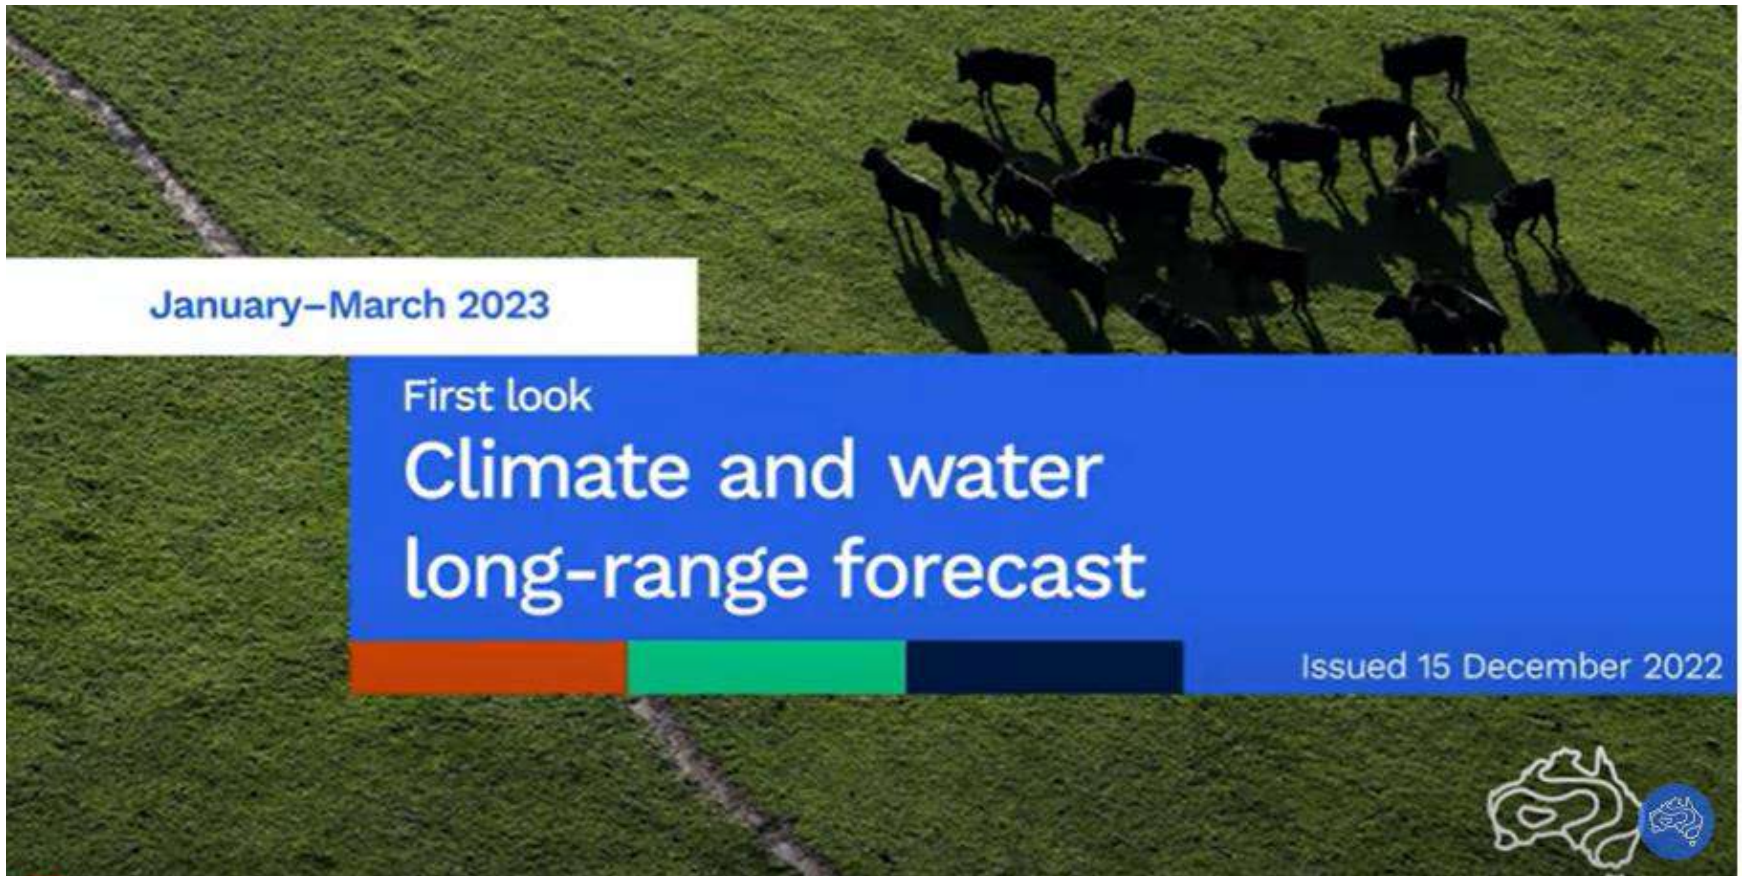 January–March 2023
First look
Climate and water
long-range forecast
Issued 15 December 2022